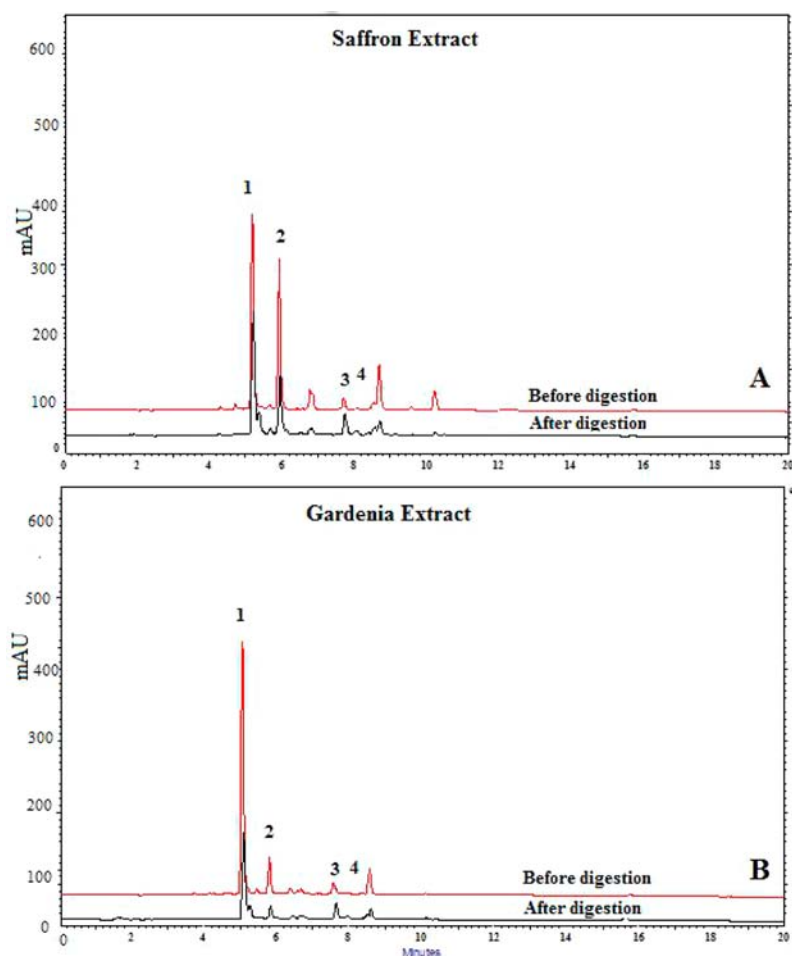 Saffron Extract
600
500
400
300
200
100
0
mAU
1
2
3 4
A
Before digestion
After digestion
0 2 4 6 8 10 12 14 16 18 20
Gardenia Extract
600
500
400
300
200
100
0
mAU
1
2
3 4
B
Before digestion
After digestion
0 2 4 6 8 10 12 14 16 18 20
Minutes